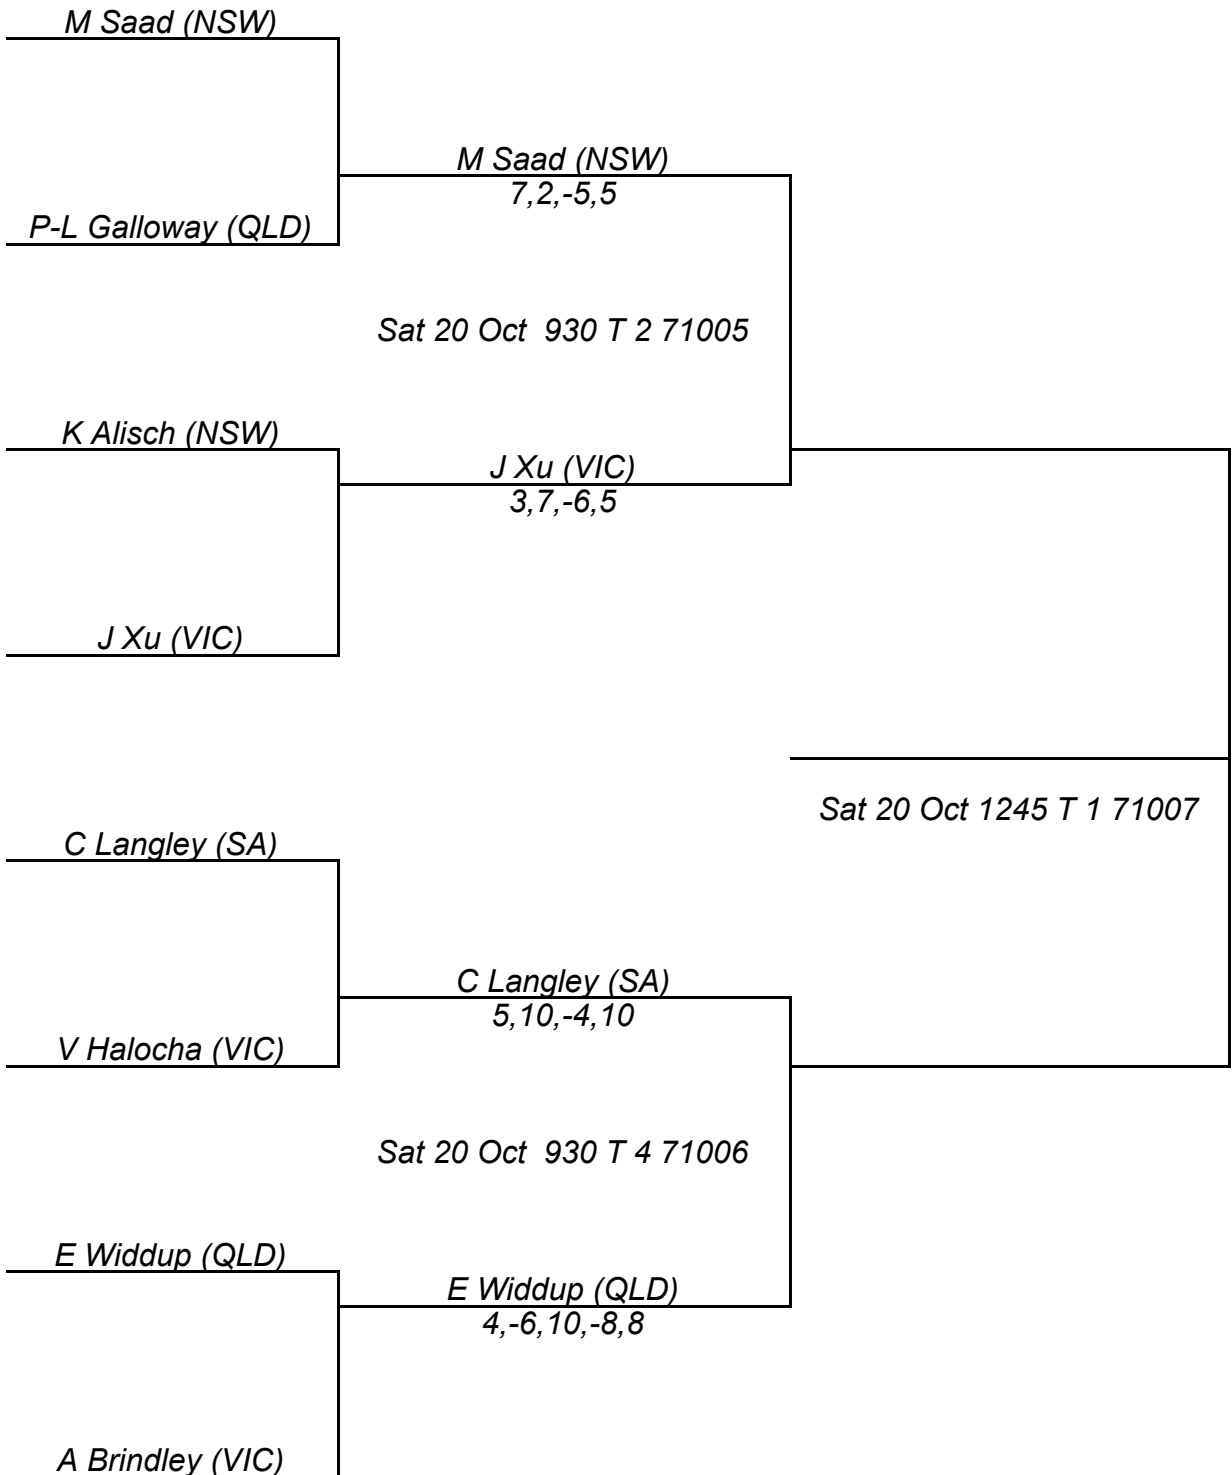 M Saad (NSW)
M Saad (NSW)
7,2,-5,5
P-L Galloway (QLD)
Sat 20 Oct  930 T 2 71005
K Alisch (NSW)
J Xu (VIC)
3,7,-6,5
J Xu (VIC)
Sat 20 Oct 1245 T 1 71007
C Langley (SA)
C Langley (SA)
5,10,-4,10
V Halocha (VIC)
Sat 20 Oct  930 T 4 71006
E Widdup (QLD)
E Widdup (QLD)
4,-6,10,-8,8
A Brindley (VIC)